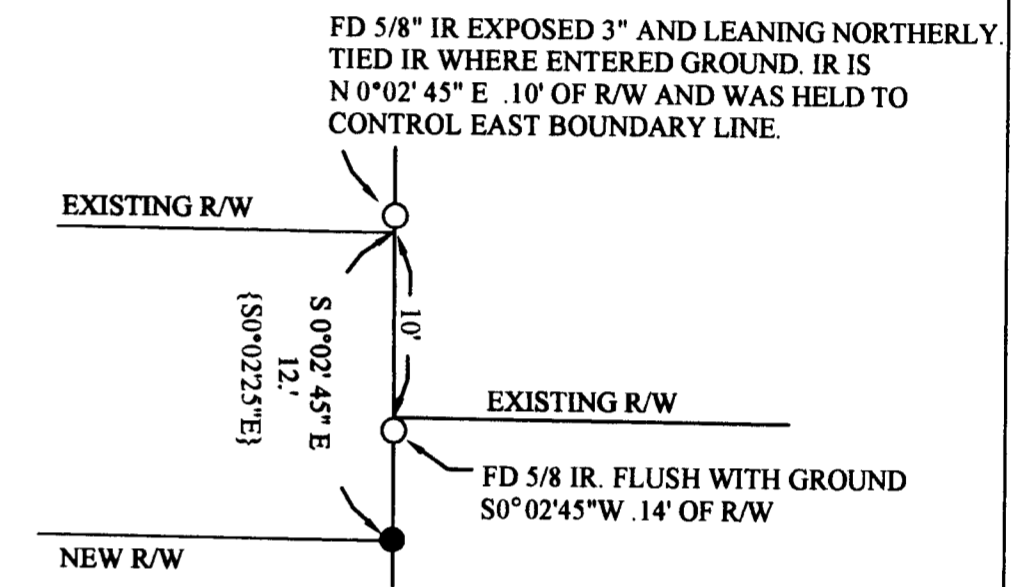 FD 5/8" IR EXPOSED 3" AND LEANING NORTHERLY.
TIED IR WHERE ENTERED GROUND. IR IS
N 0°02' 45" E .10' OF R/W AND WAS HELD TO
CONTROL EAST BOUNDARY LINE.
EXISTING R/W
S 0°02' 45" E
12.'
{S0°02'25"E}
10'
EXISTING R/W
FD 5/8 IR. FLUSH WITH GROUND
S0°02'45"W .14' OF R/W
NEW R/W